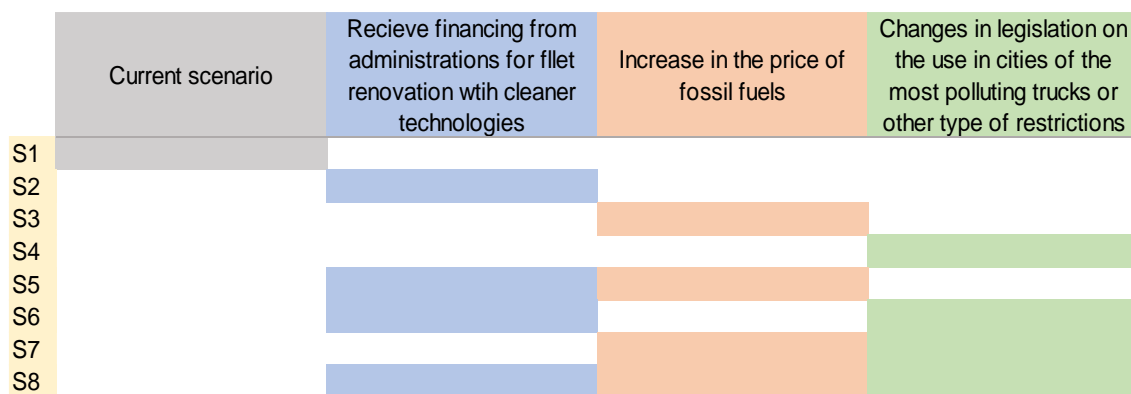 Current scenario
Recieve financing from
administrations for fllet
renovation wtih cleaner
technologies
Increase in the price of
fossil fuels
Changes in legislation on
the use in cities of the
most polluting trucks or
other type of restrictions
S1
S2
S3
S4
S5
S6
S7
S8